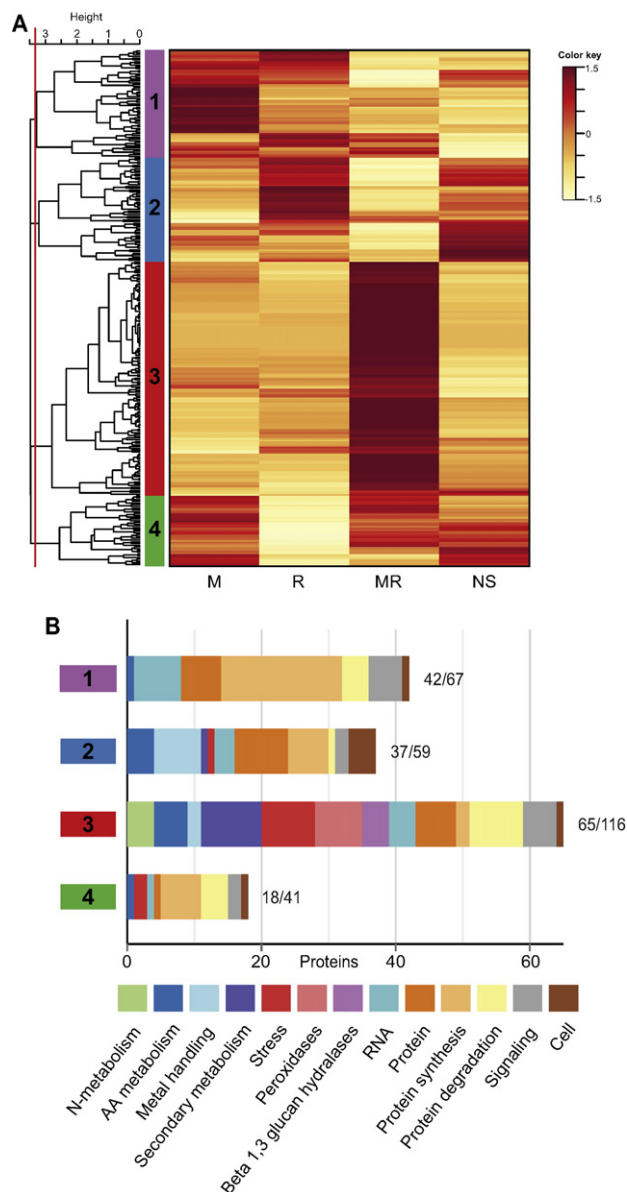 A
Height
3 2 1 0
Color key
1.5
0
-1.5
1
2
3
4
M R MR NS
B
1 42/67
2 37/59
3 65/116
4 18/41
0 20 40 60
Proteins
N-metabolism
AA metabolism
Metal handling
Secondary metabolism
Stress
Peroxidases
Beta 1,3 glucan hydralases
RNA
Protein
Protein synthesis
Protein degradation
Signaling
Cell